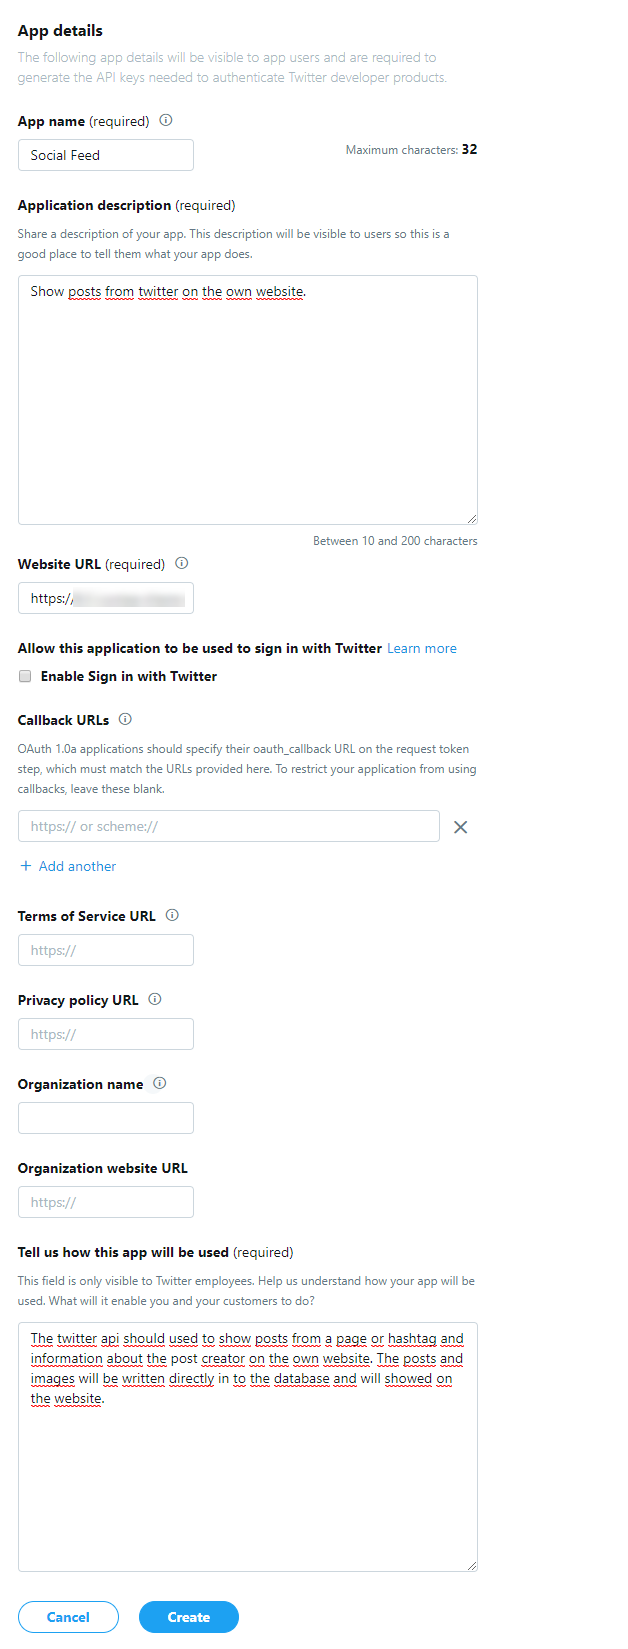 App details
The following app details will be visible to app users and are required to
generate the API keys needed to authenticate Twitter developer products.
App name (required)
Social Feed
Maximum characters: 32
Application description (required)
Share a description of your app. This description will be visible to users so this is a
good place to tell them what your app does.
Show posts from twitter on the own website.
Between 10 and 200 characters
Website URL (required)
https://
Allow this application to be used to sign in with Twitter Learn more
Enable Sign in with Twitter
Callback URLs
OAuth 1.0a applications should specify their oauth_callback URL on the request token
step, which must match the URLs provided here. To restrict your application from using
callbacks, leave these blank.
https:// or scheme://
+ Add another
Terms of Service URL
https://
Privacy policy URL
https://
Organization name
Organization website URL
https://
Tell us how this app will be used (required)
This field is only visible to Twitter employees. Help us understand how your app will be
used. What will it enable you and your customers to do?
The twitter api should used to show posts from a page or hashtag and
information about the post creator on the own website. The posts and
images will be written directly in to the database and will showed on
the website.
Cancel
Create